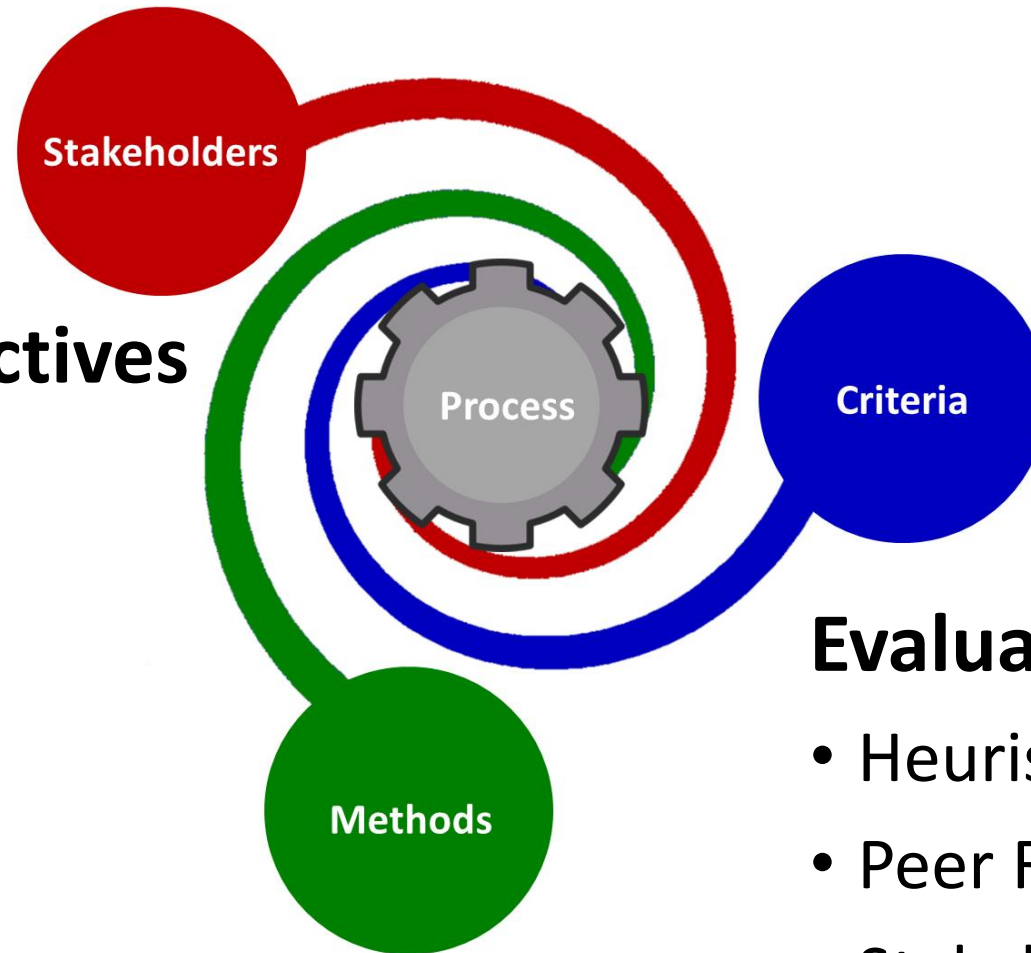 Stakeholders
ctives
Process
Criteria
Evalua
• Heuris
Methods
• Peer